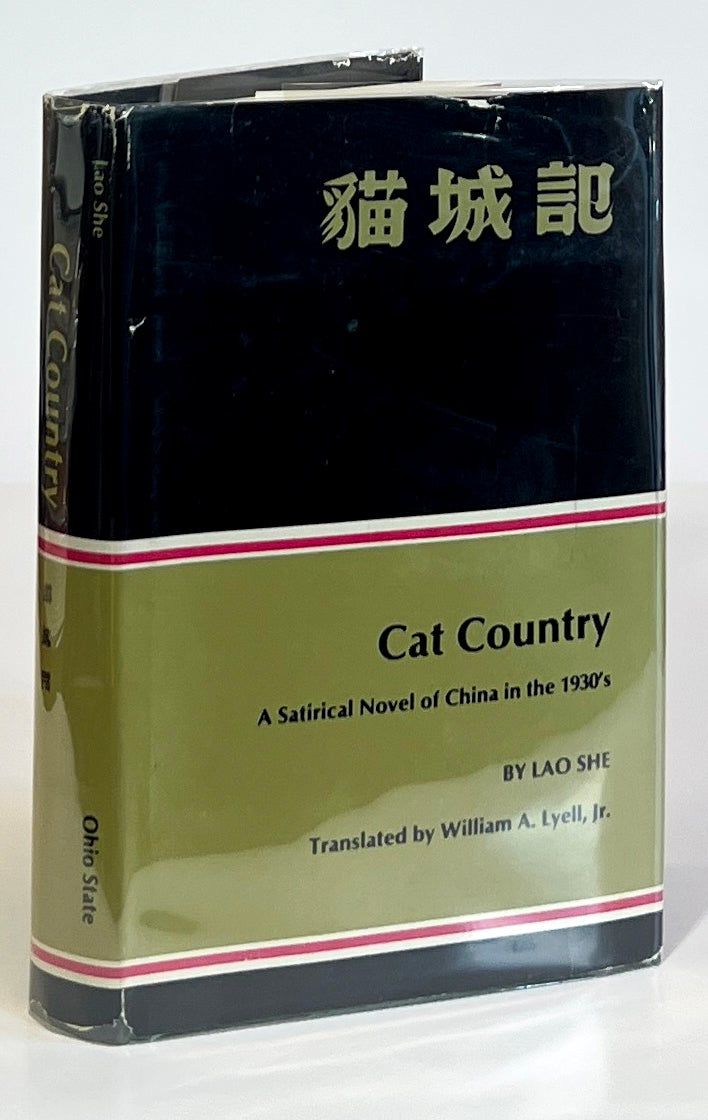 貓城記
Cat Country
A Satirical Novel of China in the 1930's
BY LAO SHE
Translated by William A. Lyell, Jr.
Lao She
Cat Country
Ohio State